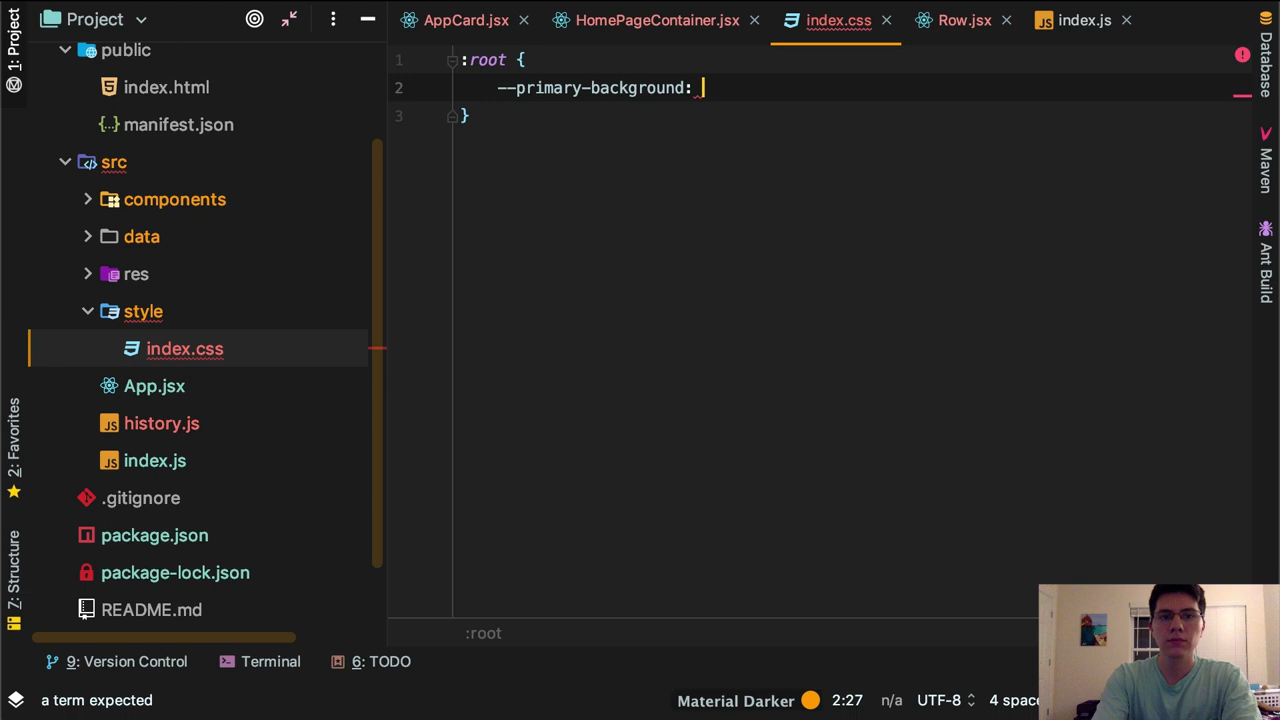 1: Project
Project
public
index.html
manifest.json
src
components
data
res
style
index.css
App.jsx
history.js
index.js
.gitignore
package.json
package-lock.json
README.md
AppCard.jsx
HomePageContainer.jsx
index.css
Row.jsx
index.js
1 :root {
2 --primary-background:
3 }
:root
Database
Maven
Ant Build
2: Favorites
7: Structure
9: Version Control
Terminal
6: TODO
a term expected
Material Darker
2:27
n/a
UTF-8
4 spac